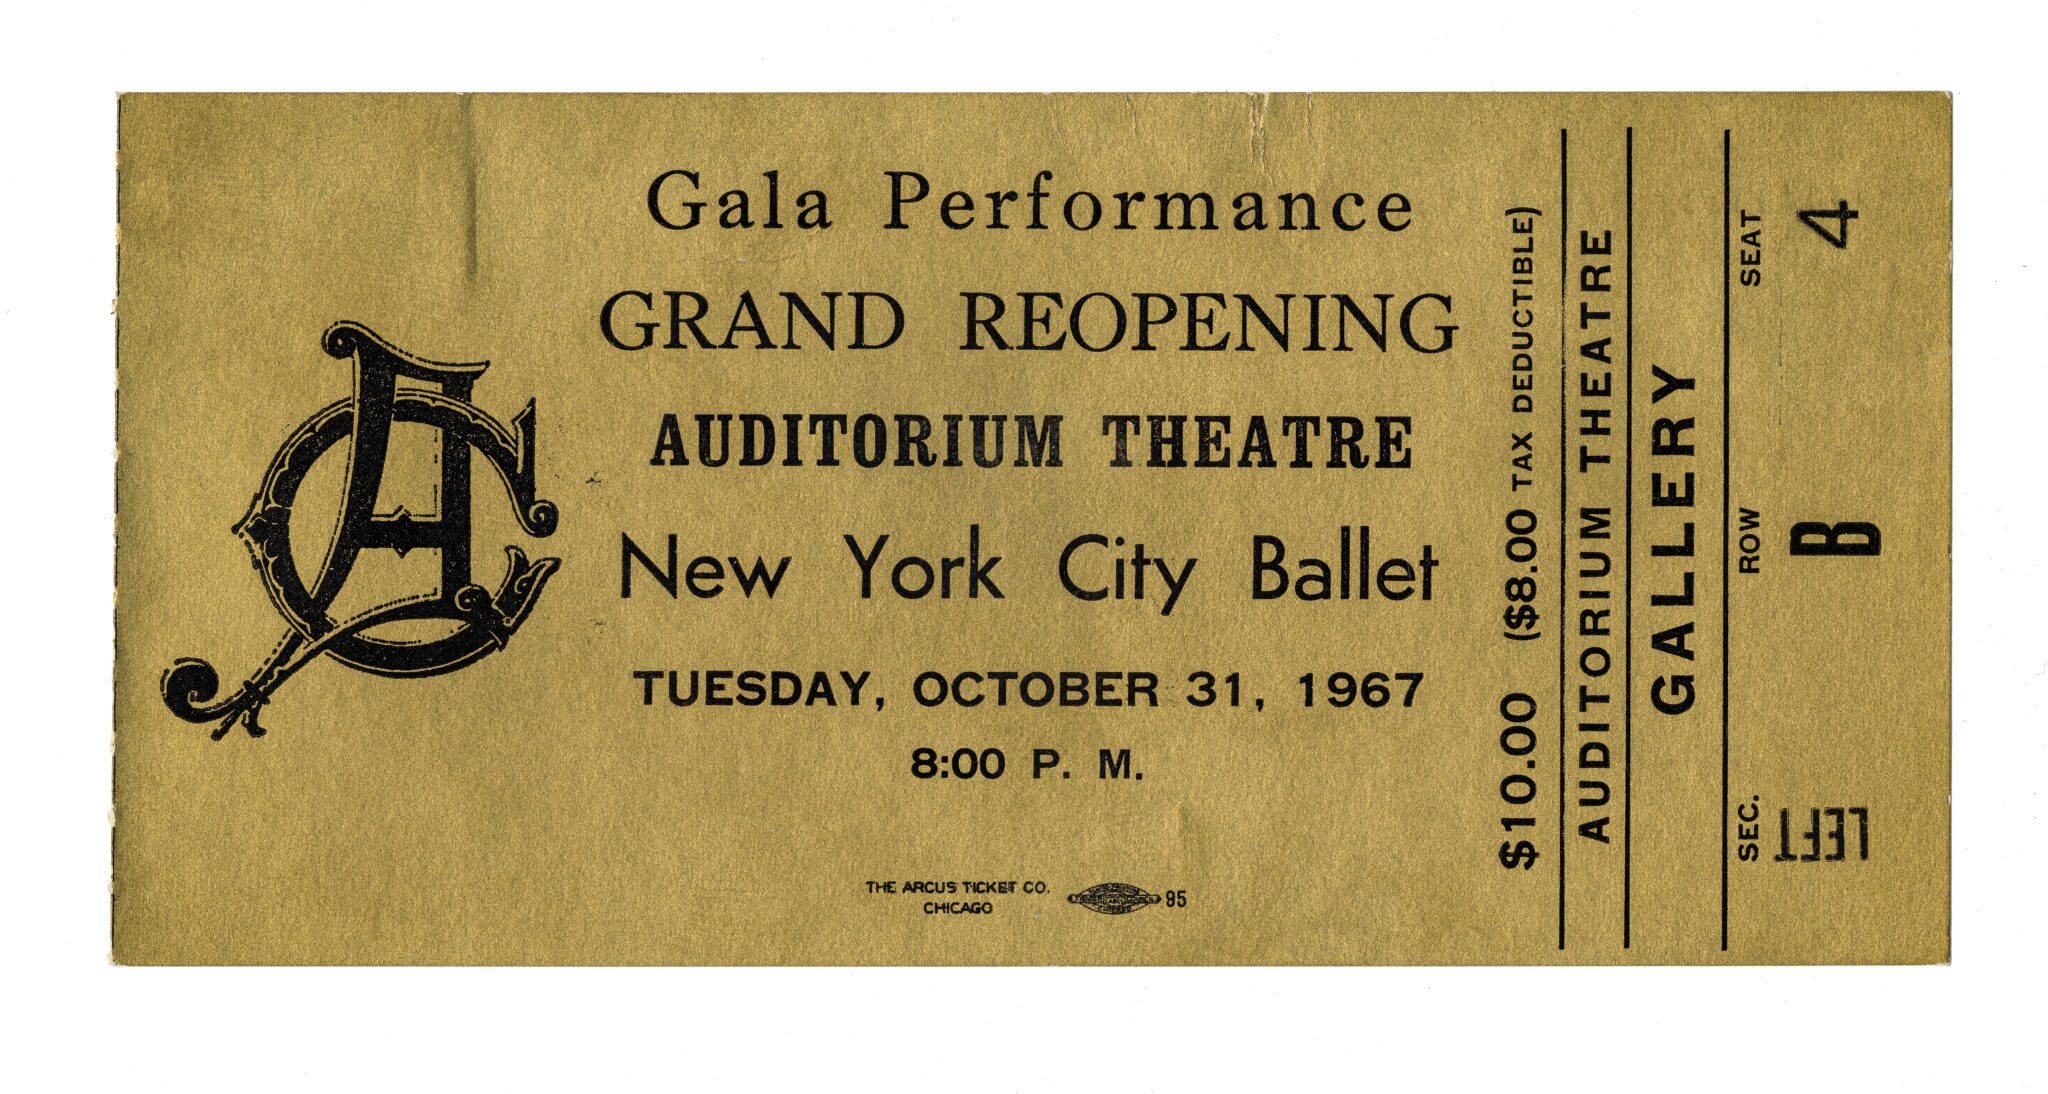 Gala Performance
GRAND REOPENING
AUDITORIUM THEATRE
New York City Ballet
TUESDAY, OCTOBER 31, 1967
8:00 P. M.
THE ARCUS TICKET CO.
CHICAGO
95
$10.00 ($8.00 TAX DEDUCTIBLE)
AUDITORIUM THEATRE
GALLERY
SEC. ROW SEAT
LEFT B 4